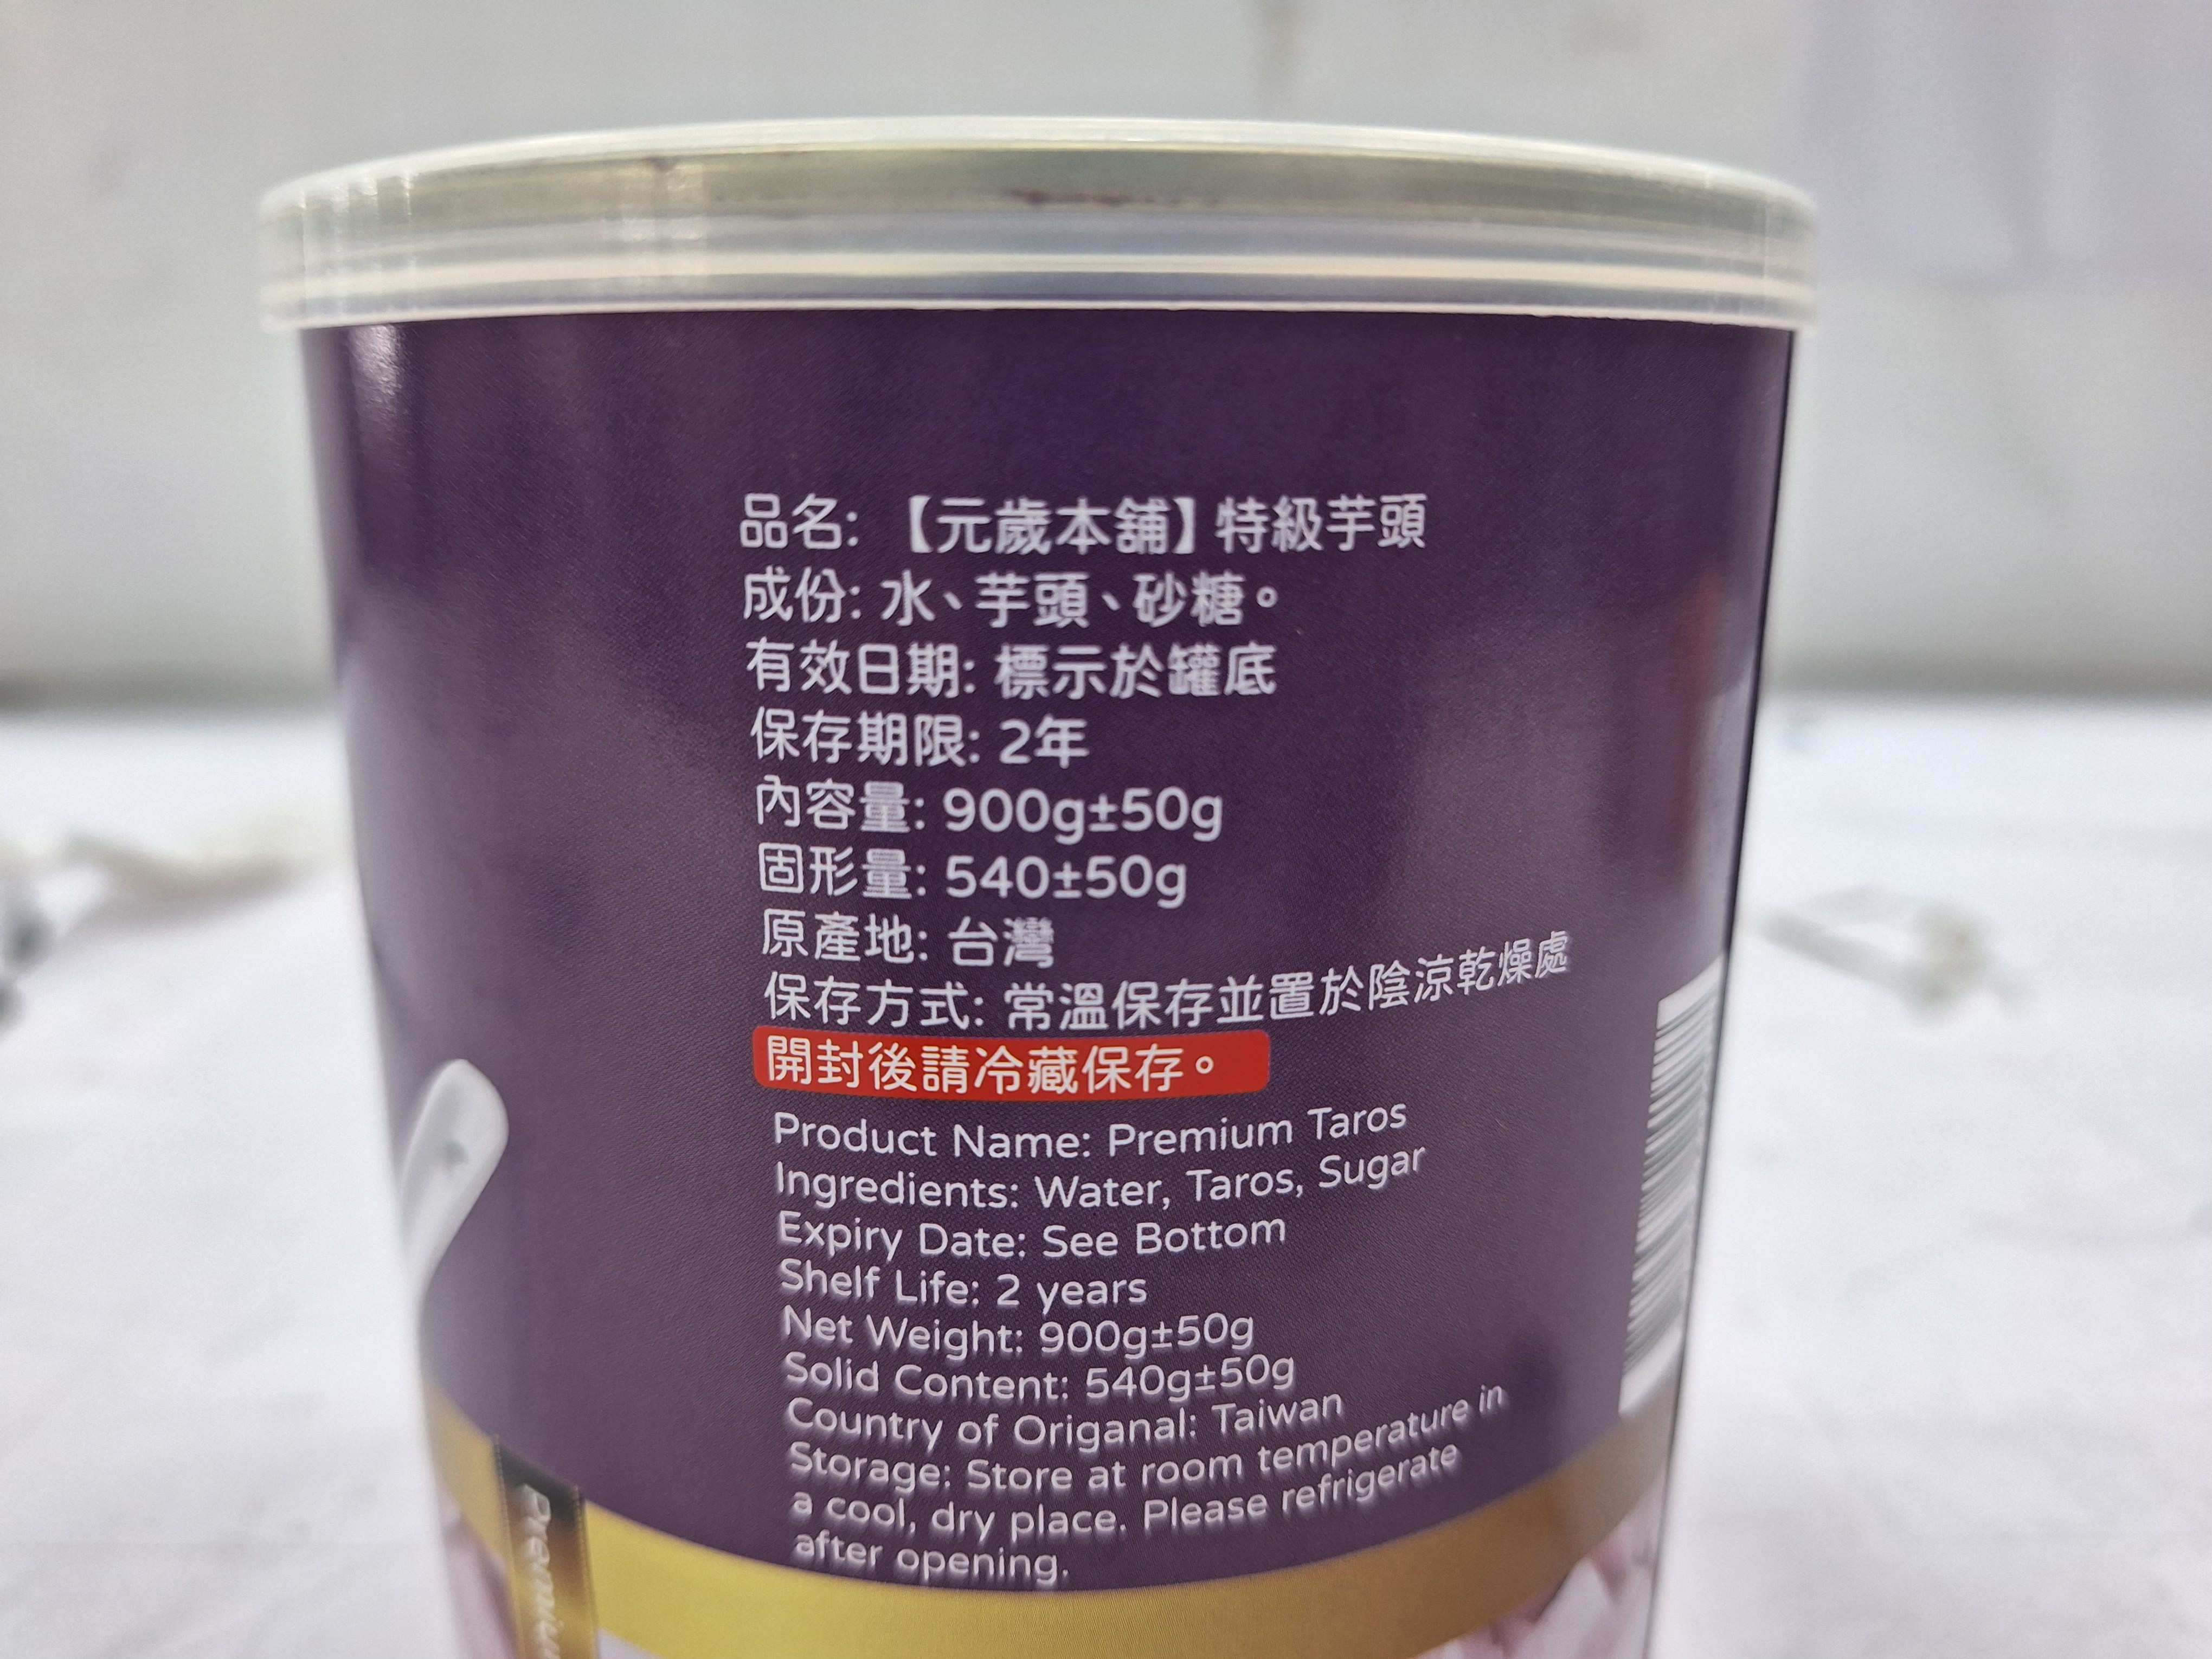 品名: 【元歲本舖】特級芋頭
成份: 水、芋頭、砂糖。
有效日期: 標示於罐底
保存期限: 2年
內容量: 900g±50g
固形量: 540±50g
原產地: 台灣
保存方式: 常溫保存並置於陰涼乾燥處
開封後請冷藏保存。
Product Name: Premium Taros
Ingredients: Water, Taros, Sugar
Expiry Date: See Bottom
Shelf Life: 2 years
Net Weight: 900g±50g
Solid Content: 540g±50g
Country of Origanal: Taiwan
Storage: Store at room temperature in
a cool, dry place. Please refrigerate
after opening.